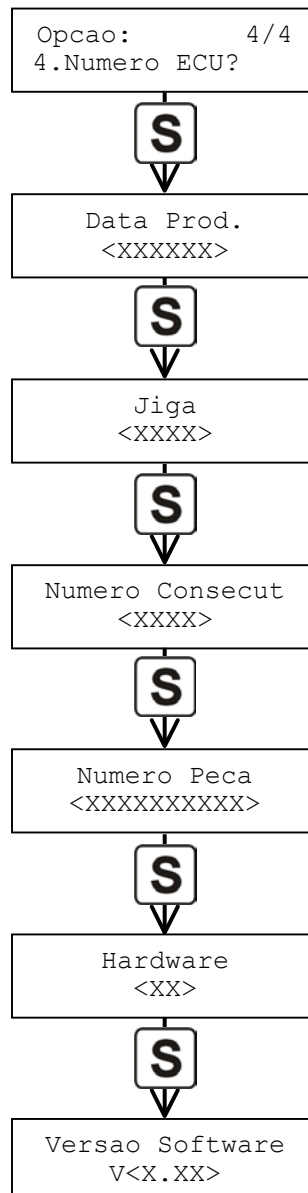 Opcao: 4/4
4.Numero ECU?
S
Data Prod.
<XXXXXX>
S
Jiga
<XXXX>
S
Numero Consecut
<XXXX>
S
Numero Peca
<XXXXXXXXXX>
S
Hardware
<XX>
S
Versao Software
V<X.XX>